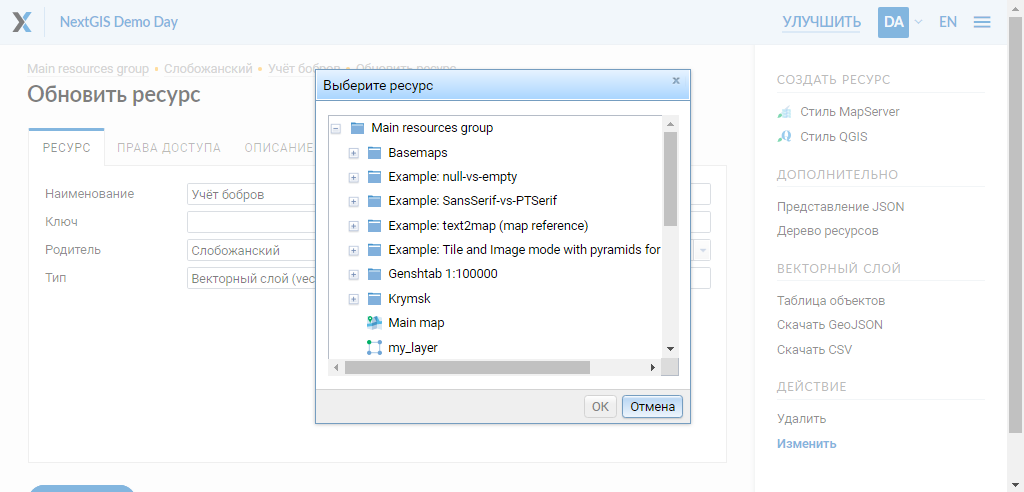 NextGIS Demo Day
УЛУЧШИТЬ
DA
EN
Main resources group • Слобожанский • Учёт бобров • Обновить ресурс
Обновить ресурс
РЕСУРС
ПРАВА ДОСТУПА
ОПИСАНИЕ
Наименование
Учёт бобров
Ключ
Родитель
Слобожанский
Тип
Векторный слой (vec
Выберите ресурс
Main resources group
Basemaps
Example: null-vs-empty
Example: SansSerif-vs-PTSerif
Example: text2map (map reference)
Example: Tile and Image mode with pyramids for
Genshtab 1:100000
Krymsk
Main map
my_layer
OK
Отмена
СОЗДАТЬ РЕСУРС
Стиль MapServer
Стиль QGIS
ДОПОЛНИТЕЛЬНО
Представление JSON
Дерево ресурсов
ВЕКТОРНЫЙ СЛОЙ
Таблица объектов
Скачать GeoJSON
Скачать CSV
ДЕЙСТВИЕ
Удалить
Изменить